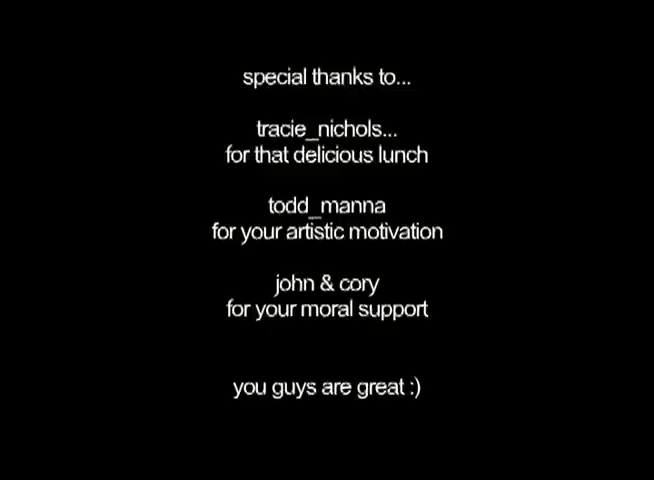 special thanks to...
tracie_nichols...
for that delicious lunch
todd_manna
for your artistic motivation
john & cory
for your moral support
you guys are great :)